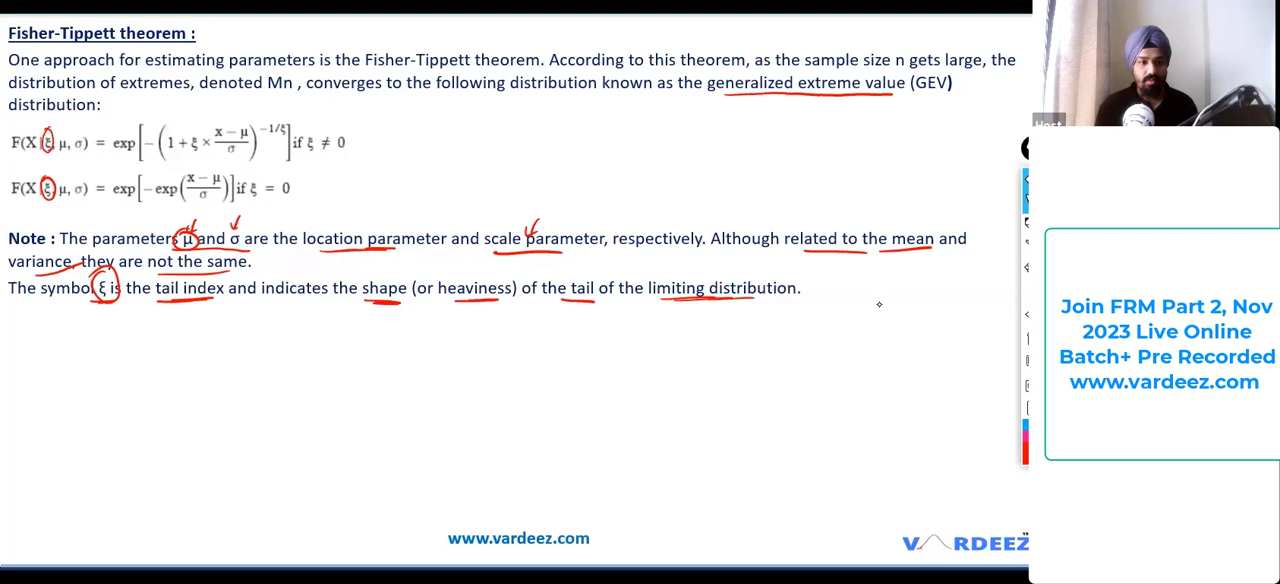 Fisher-Tippett theorem :
One approach for estimating parameters is the Fisher-Tippett theorem. According to this theorem, as the sample size n gets large, the
distribution of extremes, denoted Mn , converges to the following distribution known as the generalized extreme value (GEV)
distribution:
F(X|ξ, μ, σ) = exp[-(1 + ξ × (x − μ)/σ)^(−1/ξ)] if ξ ≠ 0
F(X|ξ, μ, σ) = exp[-exp((x − μ)/σ)] if ξ = 0
Note : The parameters μ and σ are the location parameter and scale parameter, respectively. Although related to the mean and
variance, they are not the same.
The symbol ξ is the tail index and indicates the shape (or heaviness) of the tail of the limiting distribution.
www.vardeez.com
VARDEEZ
Host
Join FRM Part 2, Nov
2023 Live Online
Batch+ Pre Recorded
www.vardeez.com